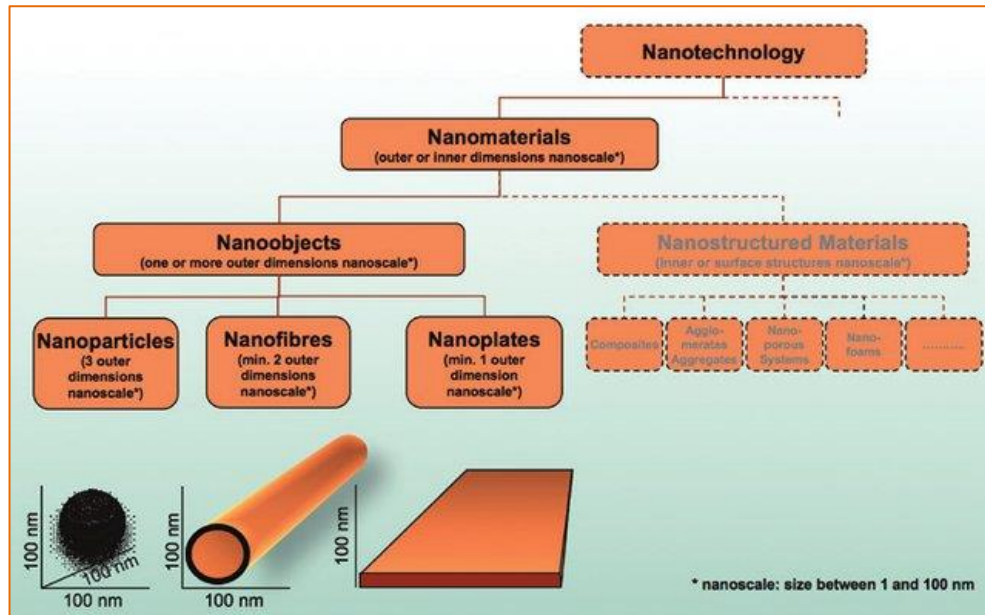 Nanotechnology
Nanomaterials
(outer or inner dimensions nanoscale*)
Nanoobjects
(one or more outer dimensions nanoscale*)
Nanostructured Materials
(inner or surface structures nanoscale*)
Nanoparticles
(3 outer
dimensions
nanoscale*)
Nanofibres
(min. 2 outer
dimensions
nanoscale*)
Nanoplates
(min. 1 outer
dimension
nanoscale*)
Composites
Agglo-
merates
Aggregates
Nano-
porous
Systems
Nano-
foams
...........
100 nm
100 nm
100 nm
100 nm
100 nm
100 nm
* nanoscale: size between 1 and 100 nm